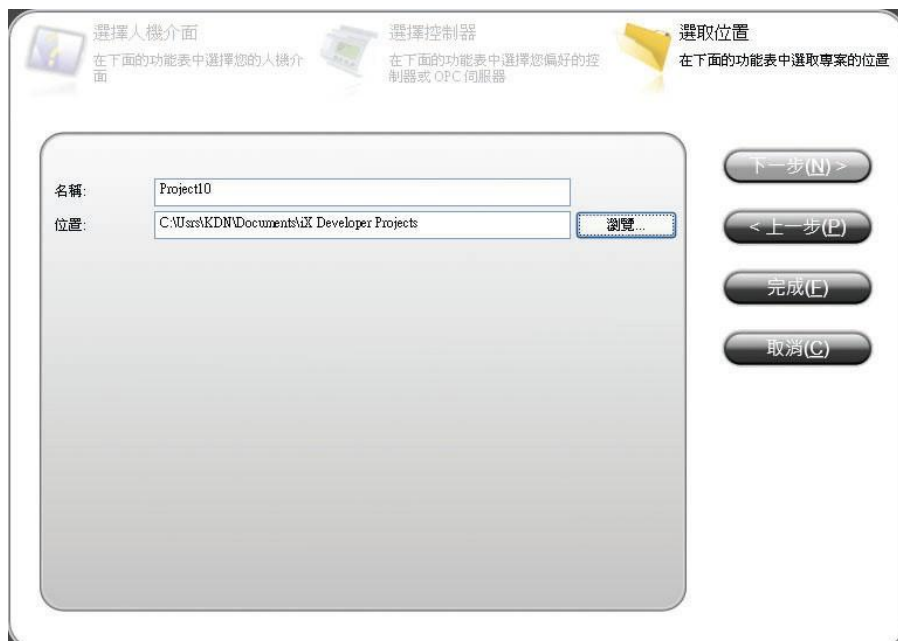 選擇人機介面
在下面的功能表中選擇您的人機介
面
選擇控制器
在下面的功能表中選擇您偏好的控
制器或 OPC 伺服器
選取位置
在下面的功能表中選取專案的位置
名稱:
Project10
位置:
C:\Usrs\KDN\Documents\iX Developer Projects
瀏覽...
下一步(N) >
< 上一步(P)
完成(F)
取消(C)